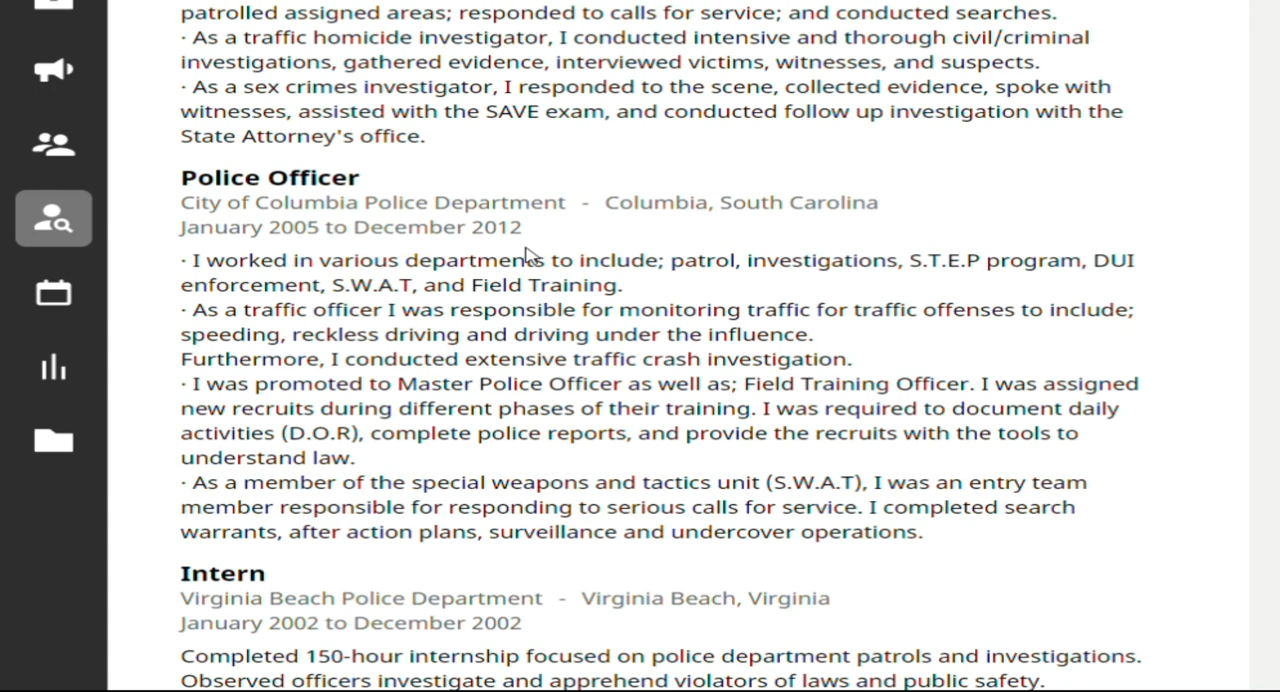 patrolled assigned areas; responded to calls for service; and conducted searches.
· As a traffic homicide investigator, I conducted intensive and thorough civil/criminal
investigations, gathered evidence, interviewed victims, witnesses, and suspects.
· As a sex crimes investigator, I responded to the scene, collected evidence, spoke with
witnesses, assisted with the SAVE exam, and conducted follow up investigation with the
State Attorney's office.
Police Officer
City of Columbia Police Department - Columbia, South Carolina
January 2005 to December 2012
· I worked in various departments to include; patrol, investigations, S.T.E.P program, DUI
enforcement, S.W.A.T, and Field Training.
· As a traffic officer I was responsible for monitoring traffic for traffic offenses to include;
speeding, reckless driving and driving under the influence.
Furthermore, I conducted extensive traffic crash investigation.
· I was promoted to Master Police Officer as well as; Field Training Officer. I was assigned
new recruits during different phases of their training. I was required to document daily
activities (D.O.R), complete police reports, and provide the recruits with the tools to
understand law.
· As a member of the special weapons and tactics unit (S.W.A.T), I was an entry team
member responsible for responding to serious calls for service. I completed search
warrants, after action plans, surveillance and undercover operations.
Intern
Virginia Beach Police Department - Virginia Beach, Virginia
January 2002 to December 2002
Completed 150-hour internship focused on police department patrols and investigations.
Observed officers investigate and apprehend violators of laws and public safety.